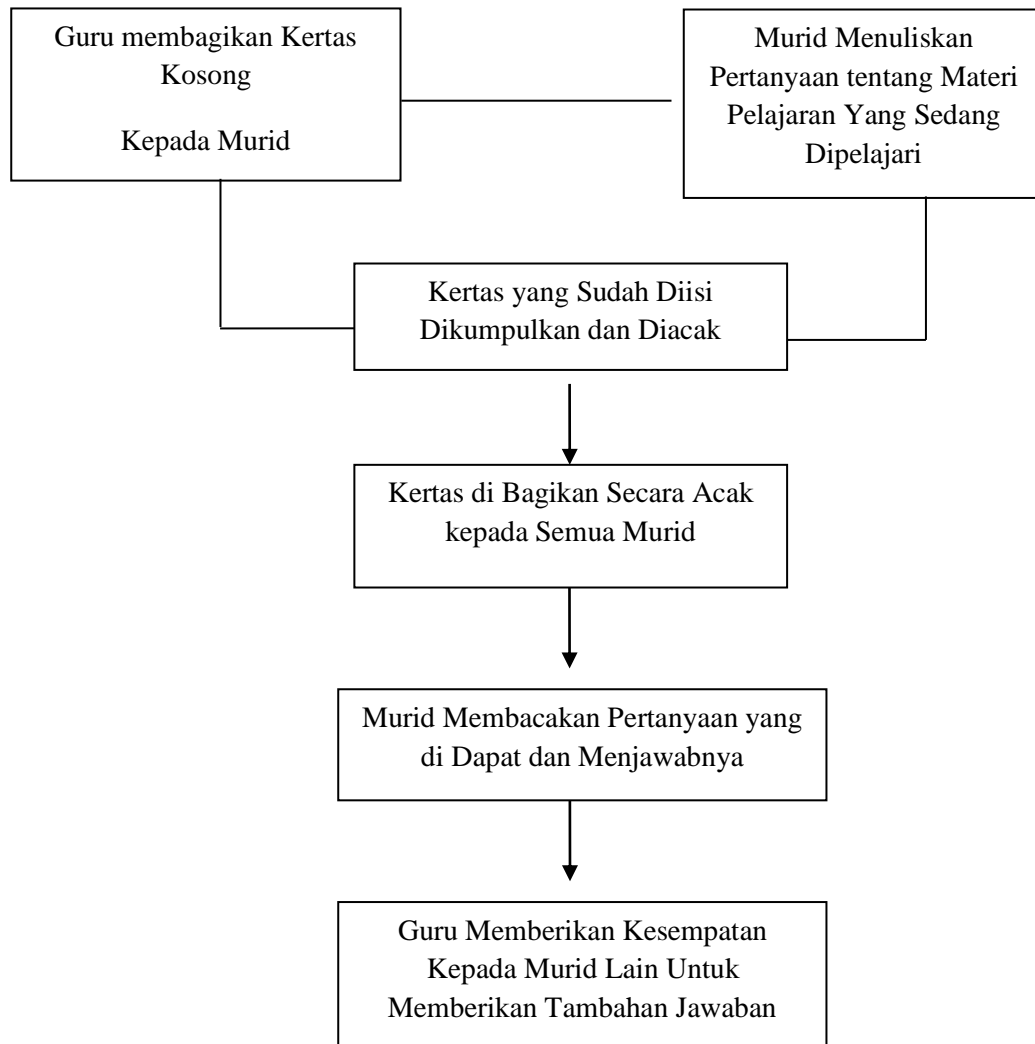 Guru membagikan Kertas
Kosong
Kepada Murid
Murid Menuliskan
Pertanyaan tentang Materi
Pelajaran Yang Sedang
Dipelajari
Kertas yang Sudah Diisi
Dikumpulkan dan Diacak
Kertas di Bagikan Secara Acak
kepada Semua Murid
Murid Membacakan Pertanyaan yang
di Dapat dan Menjawabnya
Guru Memberikan Kesempatan
Kepada Murid Lain Untuk
Memberikan Tambahan Jawaban